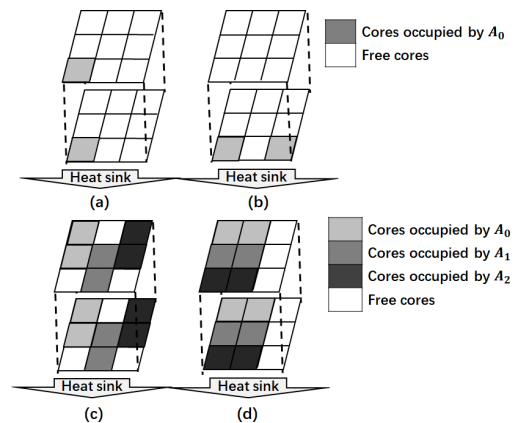 Cores occupied by A0
Free cores
Heat sink
Heat sink
(a)
(b)
Cores occupied by A0
Cores occupied by A1
Cores occupied by A2
Free cores
Heat sink
Heat sink
(c)
(d)